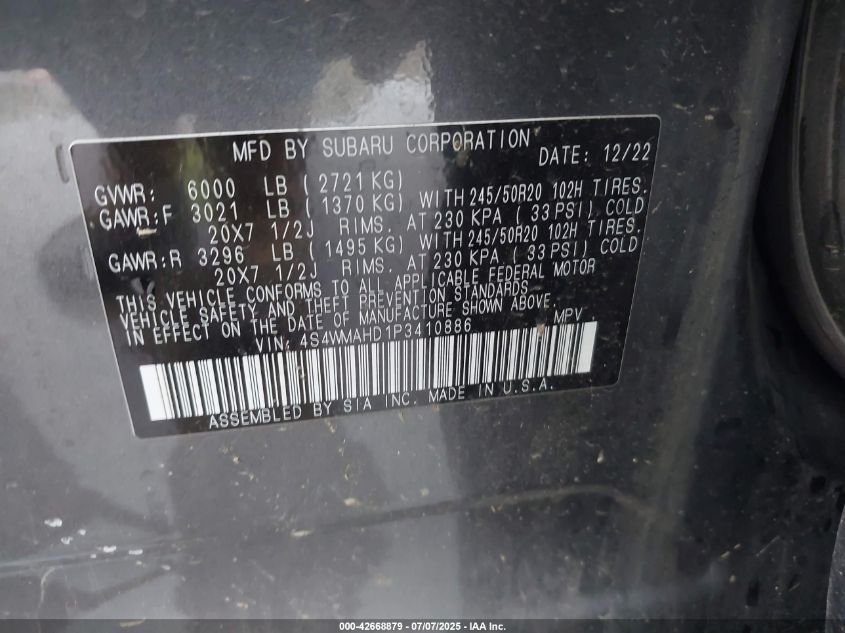 MFD BY SUBARU CORPORATION DATE: 12/22
GVWR: 6000 LB ( 2721 KG)
GAWR:F 3021 LB ( 1370 KG) WITH 245/50R20 102H TIRES.
20X7 1/2J RIMS. AT 230 KPA ( 33 PSI) COLD
GAWR:R 3296 LB ( 1495 KG) WITH 245/50R20 102H TIRES.
20X7 1/2J RIMS. AT 230 KPA ( 33 PSI) COLD
THIS VEHICLE CONFORMS TO ALL APPLICABLE FEDERAL MOTOR
VEHICLE SAFETY AND THEFT PREVENTION STANDARDS
IN EFFECT ON THE DATE OF MANUFACTURE SHOWN ABOVE.
VIN: 4S4WMAHD1P3410886 MPV
ASSEMBLED BY SIA INC. MADE IN U.S.A.
000-42668879 - 07/07/2025 - IAA Inc.